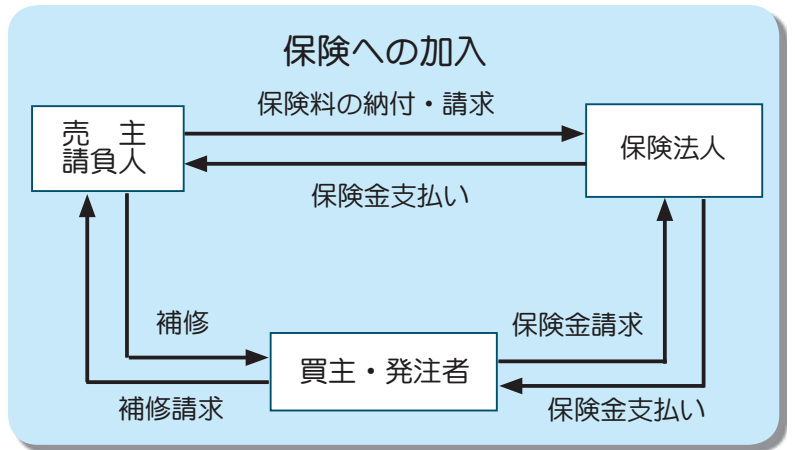 保険への加入
保険料の納付・請求
売　主
請負人
保険法人
保険金支払い
補修
保険金請求
買主・発注者
補修請求
保険金支払い